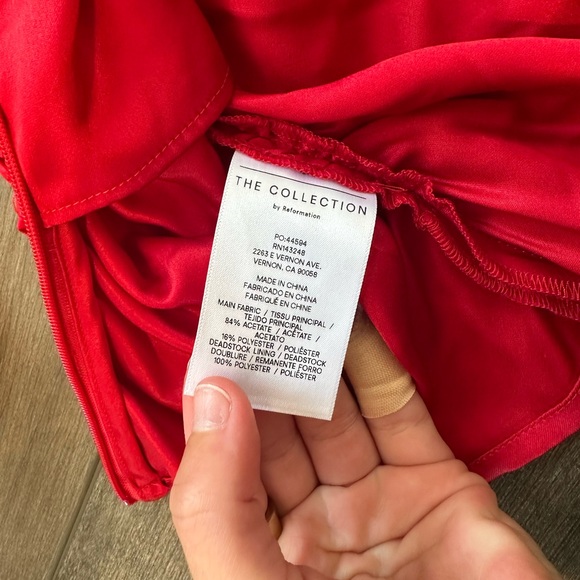 THE COLLECTION
by Reformation
PO:44594
RN143248
2263 E VERNON AVE.
VERNON, CA 90058
MADE IN CHINA
FABRICADO EN CHINA
FABRIQUÉ EN CHINE
MAIN FABRIC / TISSU PRINCIPAL /
TEJIDO PRINCIPAL
84% ACETATE / ACÉTATE /
ACETATO
16% POLYESTER / POLIÉSTER
DEADSTOCK LINING / DEADSTOCK
DOUBLURE / REMANENTE FORRO
100% POLYESTER / POLIÉSTER